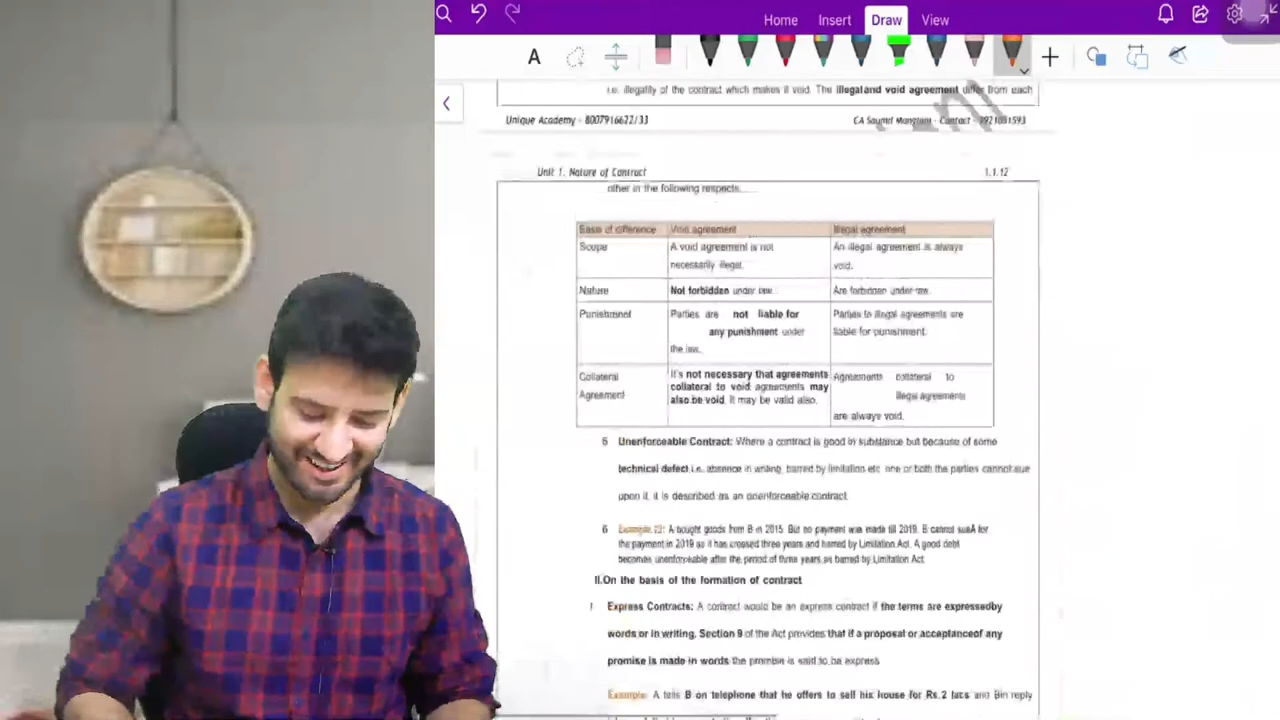 Home Insert Draw View
A
i.e. illegality of the contract which makes it void. The illegaland void agreement differ from each
Unique Academy - 8007916622/33
CA Saumil Manglani - Contact - 7921051593
Unit 1. Nature of Contract
1.1.12
other in the following respects.
Basis of difference Void agreement Illegal agreement
Scope
A void agreement is not
necessarily illegal.
An illegal agreement is always
void.
Nature
Not forbidden under law.
Are forbidden under law.
Punishment
Parties are not liable for
any punishment under
the law.
Parties to illegal agreements are
liable for punishment.
Collateral
Agreement
It's not necessary that agreements
collateral to void agreements may
also be void. It may be valid also.
Agreements collateral to
illegal agreements
are always void.
5 Unenforceable Contract: Where a contract is good in substance but because of some
technical defect i.e. absence in writing, barred by limitation etc one or both the parties cannot sue
upon it, it is described as an unenforceable contract
6 Example 22: A bought goods from B in 2015. But no payment was made till 2019. B cannot sueA for
the payment in 2019 as it has crossed three years and barred by Limitation Act. A good debt
becomes unenforceable after the period of three years as barred by Limitation Act
II.On the basis of the formation of contract
1 Express Contracts: A contract would be an express contract if the terms are expressedby
words or in writing. Section 9 of the Act provides that if a proposal or acceptanceof any
promise is made in words the promise is said to be express
Example: A tells B on telephone that he offers to sell his house for Rs.2 lacs and Bin reply